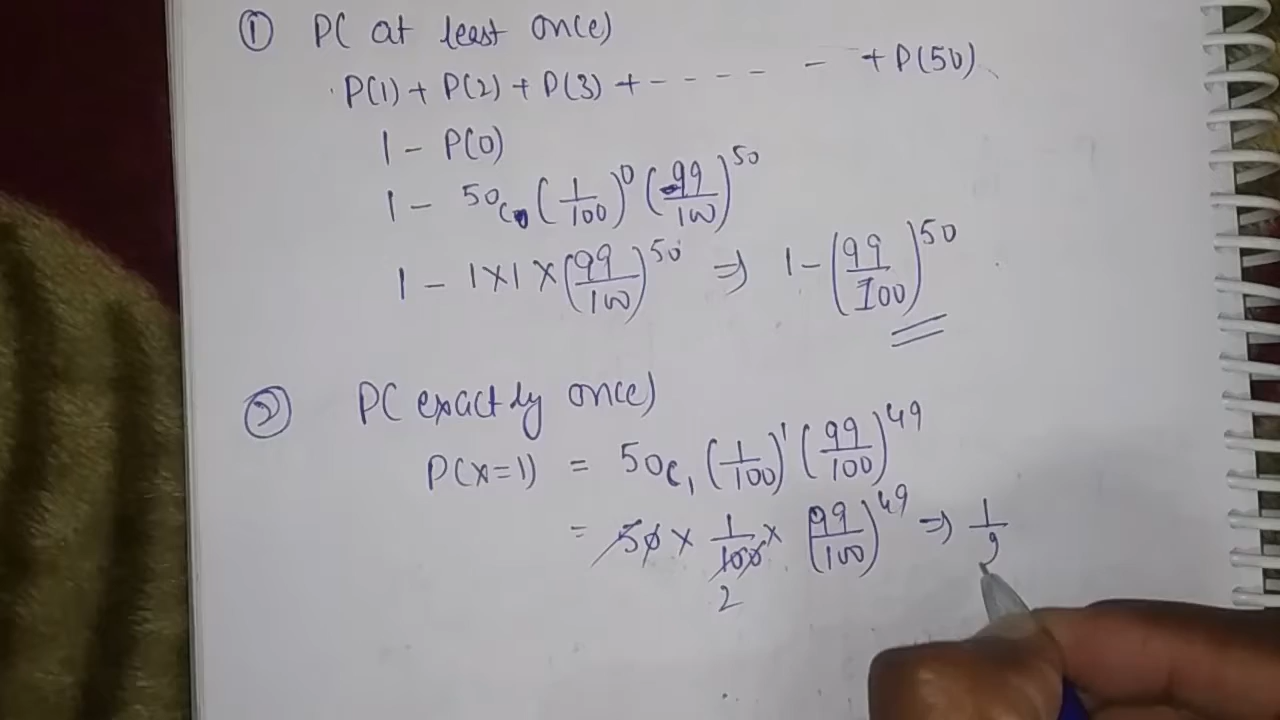 ① P( at least once)
P(1) + P(2) + P(3) + - - - - - + P(50)
1 - P(0)
1 - 50C₀ (1/100)⁰ (99/100)⁵⁰
1 - 1×1×(99/100)⁵⁰ ⇒ 1 - (99/100)⁵⁰
② P( exactly once)
P(x=1) = 50C₁ (1/100)¹ (99/100)⁴⁹
= 50 × 1/100 × (99/100)⁴⁹ ⇒ 1
2